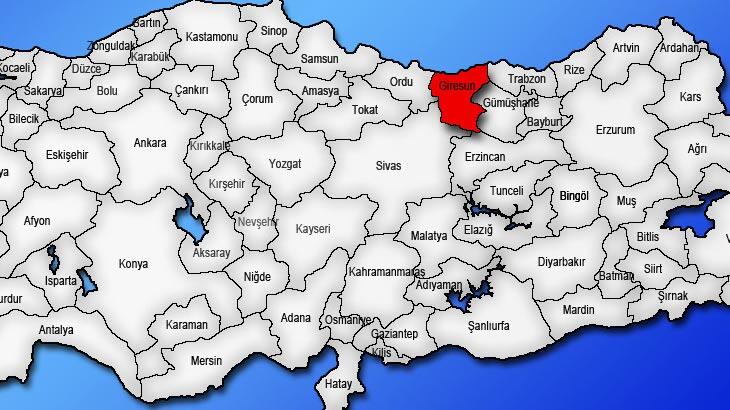 Bartın
Kastamonu
Sinop
Zonguldak
Karabük
Samsun
Artvin
Ardahan
Kocaeli
Düzce
Sakarya
Bolu
Çankırı
Çorum
Amasya
Ordu
Giresun
Trabzon
Rize
Kars
Tokat
Gümüşhane
Bilecik
Bayburt
Erzurum
Ankara
Kırıkkale
Eskişehir
Yozgat
Sivas
Erzincan
Ağrı
Kırşehir
Tunceli
Bingöl
Muş
Afyon
Nevşehir
Kayseri
Malatya
Elazığ
Bitlis
Aksaray
Konya
Niğde
Kahramanmaraş
Diyarbakır
Siirt
Batman
Isparta
Adıyaman
Burdur
Şırnak
Mardin
Antalya
Karaman
Adana
Osmaniye
Gaziantep
Şanlıurfa
Kilis
Mersin
Hatay